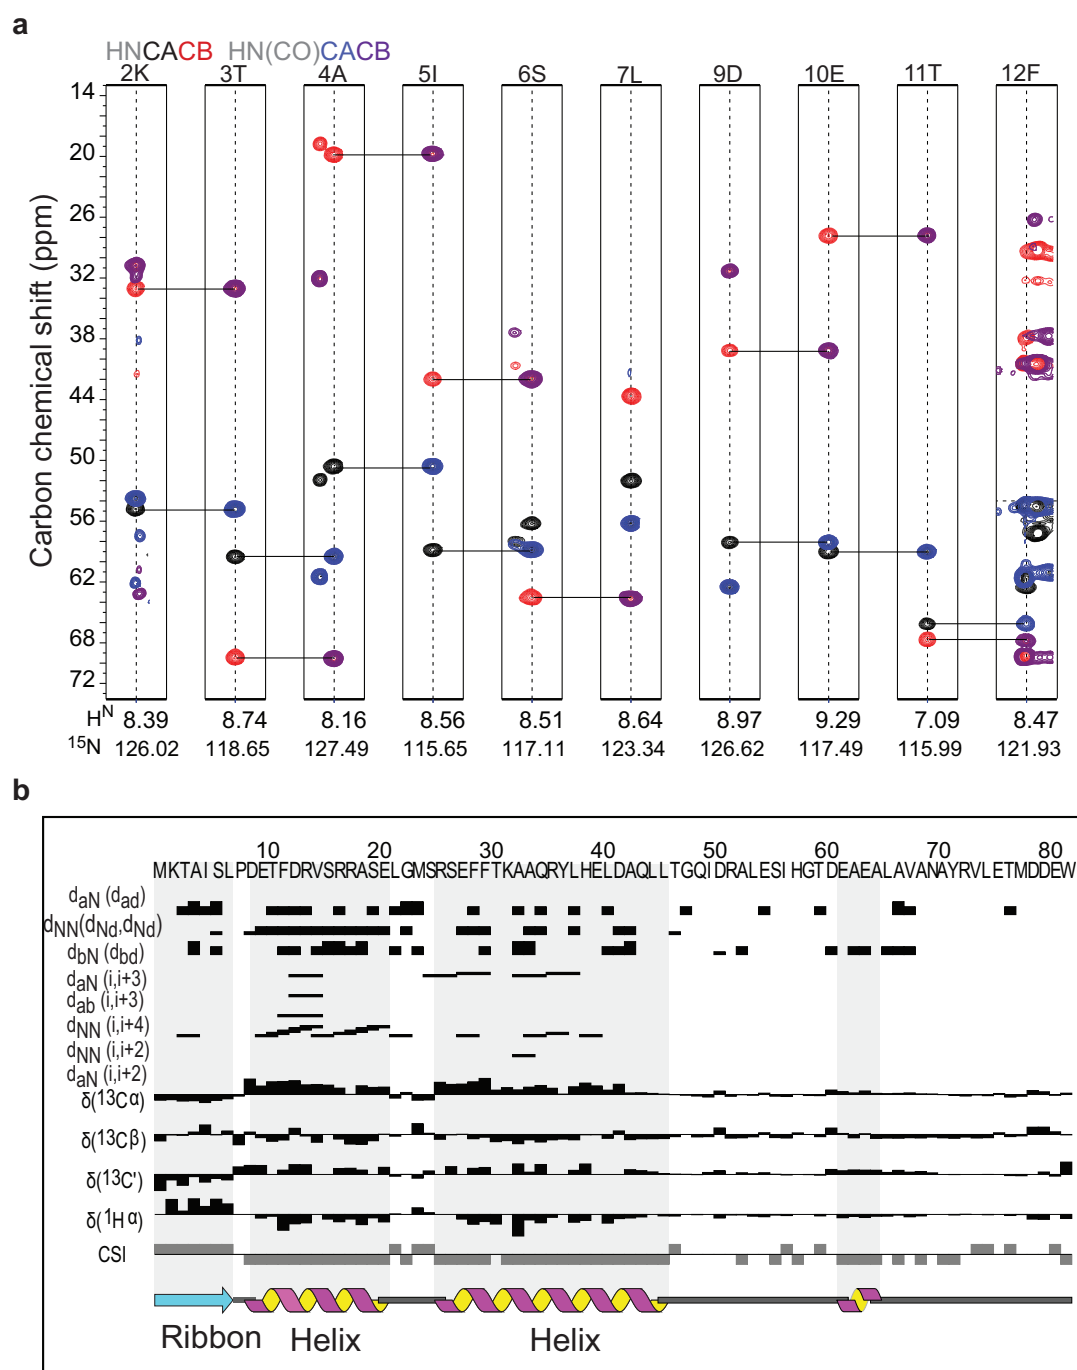 a
HNCACB HN(CO)CACB
2K 3T 4A 5I 6S 7L 9D 10E 11T 12F
Carbon chemical shift (ppm)
14
20
26
32
38
44
50
56
62
68
72
H^N 8.39 8.74 8.16 8.56 8.51 8.64 8.97 9.29 7.09 8.47
15N 126.02 118.65 127.49 115.65 117.11 123.34 126.62 117.49 115.99 121.93
b
10 20 30 40 50 60 70 80
MKTAISLPDETFDRVSRRASELGMSRSEFFTKAAQRYLHELDAQLLTGQIDRALESIHGTDEAEALAVANAYRVLETMDDEW
daN (dad)
dNN(dNd,dNd)
dbN (dbd)
daN (i,i+3)
dab (i,i+3)
dNN (i,i+4)
dNN (i,i+2)
daN (i,i+2)
δ(13Cα)
δ(13Cβ)
δ(13C')
δ(1Hα)
CSI
Ribbon Helix Helix